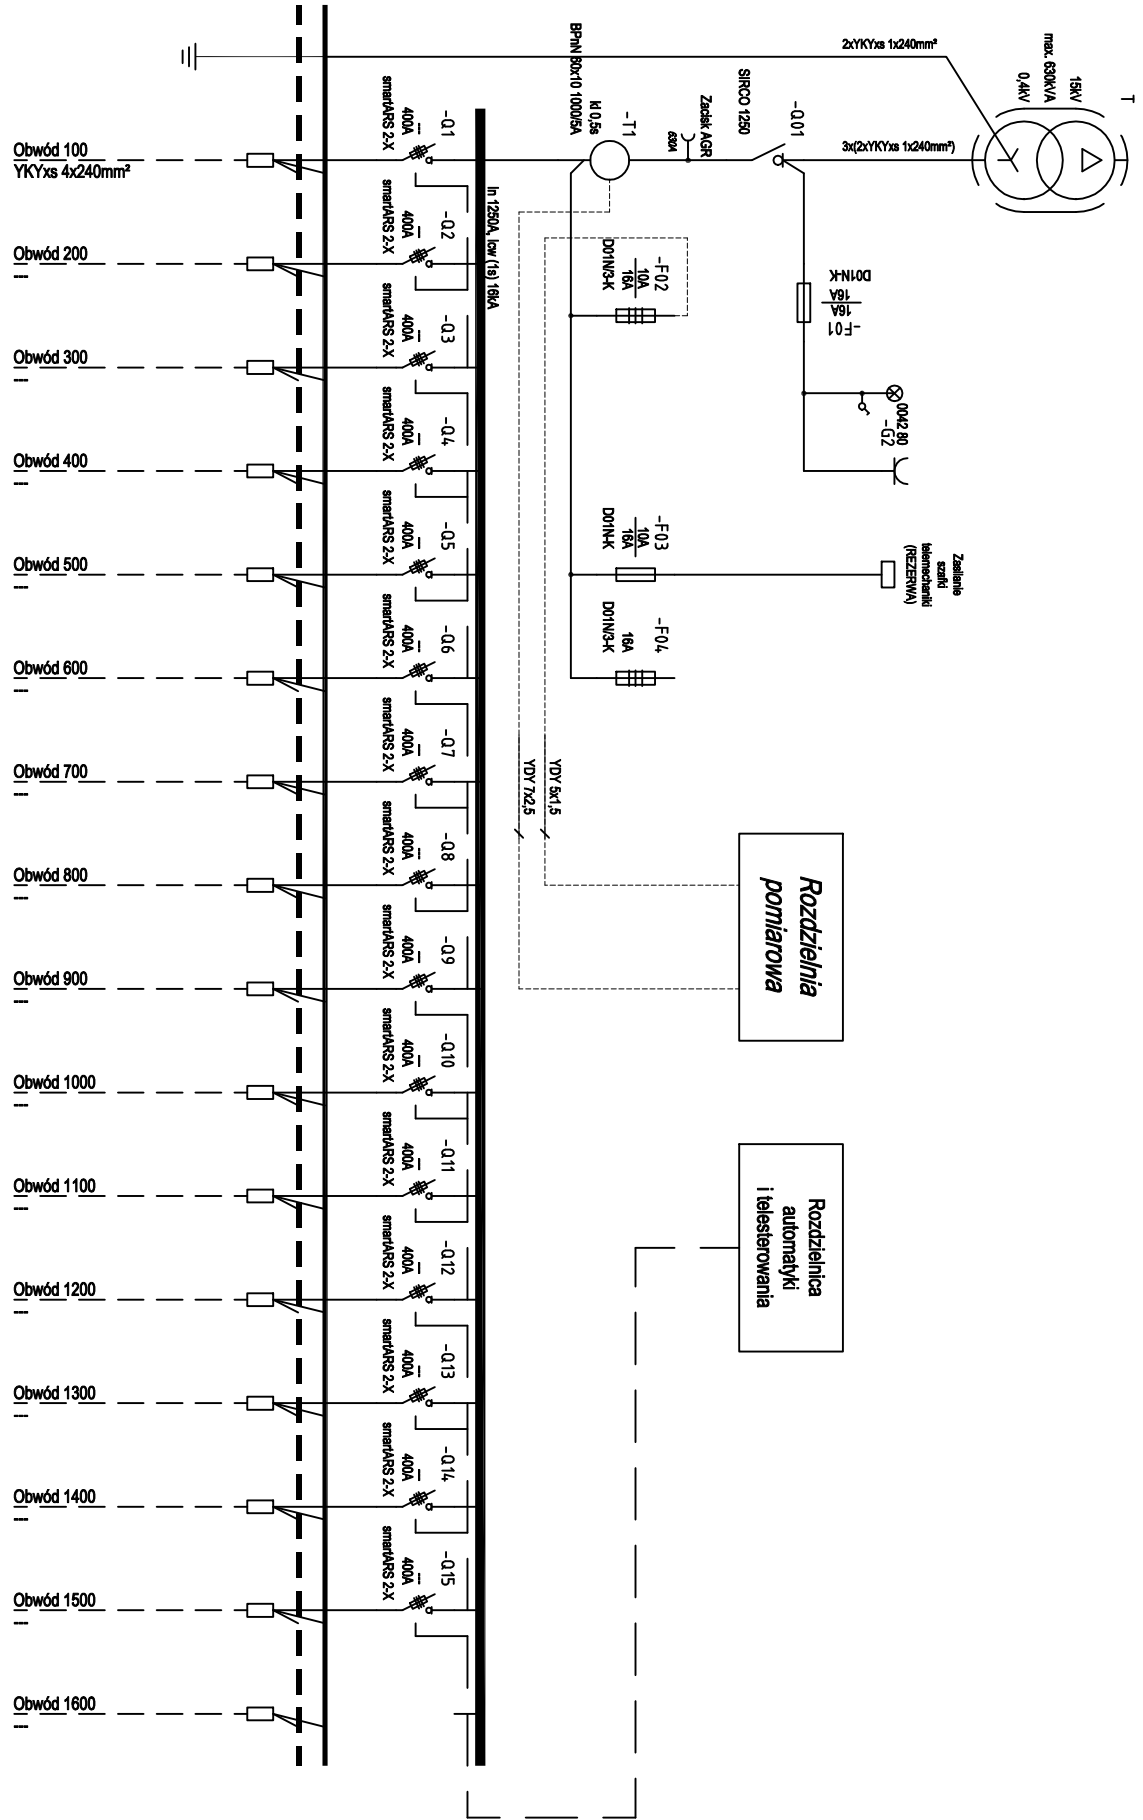 T
15kV
max. 630kVA
0,4kV
2xYKYxs 1x240mm²
3x(2xYKYxs 1x240mm²)
-Q01
SIRCO 1250
Zacisk AGR
630A
-T1
kl 0,5s
BPnN 60x10 1000/5A
In 1250A, Icw (1s) 16kA
-F01
16A
16A
D01N-K
-F02
10A
16A
D01N/3-K
0042 80
-G2
-F03
10A
16A
D01N-K
-F04
16A
D01N/3-K
Zasilanie
szafki
telemechaniki
(REZERWA)
YDY 5x1,5
YDY 7x2,5
Rozdzielnia
pomiarowa
Rozdzielnica
automatyki
i telesterowania
-Q1
---
400A
smartARS 2-X
Obwód 100
YKYxs 4x240mm²
-Q2
---
400A
smartARS 2-X
Obwód 200
---
-Q3
---
400A
smartARS 2-X
Obwód 300
---
-Q4
---
400A
smartARS 2-X
Obwód 400
---
-Q5
---
400A
smartARS 2-X
Obwód 500
---
-Q6
---
400A
smartARS 2-X
Obwód 600
---
-Q7
---
400A
smartARS 2-X
Obwód 700
---
-Q8
---
400A
smartARS 2-X
Obwód 800
---
-Q9
---
400A
smartARS 2-X
Obwód 900
---
-Q10
---
400A
smartARS 2-X
Obwód 1000
---
-Q11
---
400A
smartARS 2-X
Obwód 1100
---
-Q12
---
400A
smartARS 2-X
Obwód 1200
---
-Q13
---
400A
smartARS 2-X
Obwód 1300
---
-Q14
---
400A
smartARS 2-X
Obwód 1400
---
-Q15
---
400A
smartARS 2-X
Obwód 1500
---
Obwód 1600
---